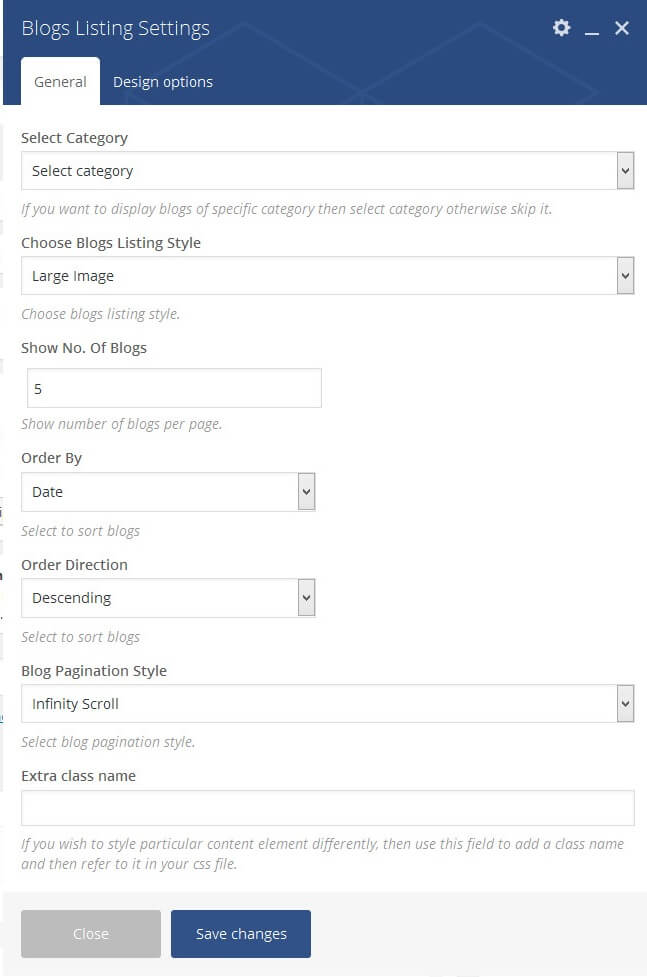 Blogs Listing Settings
General
Design options
Select Category
Select category
If you want to display blogs of specific category then select category otherwise skip it.
Choose Blogs Listing Style
Large Image
Choose blogs listing style.
Show No. Of Blogs
5
Show number of blogs per page.
Order By
Date
Select to sort blogs
Order Direction
Descending
Select to sort blogs
Blog Pagination Style
Infinity Scroll
Select blog pagination style.
Extra class name
If you wish to style particular content element differently, then use this field to add a class name
and then refer to it in your css file.
Close
Save changes